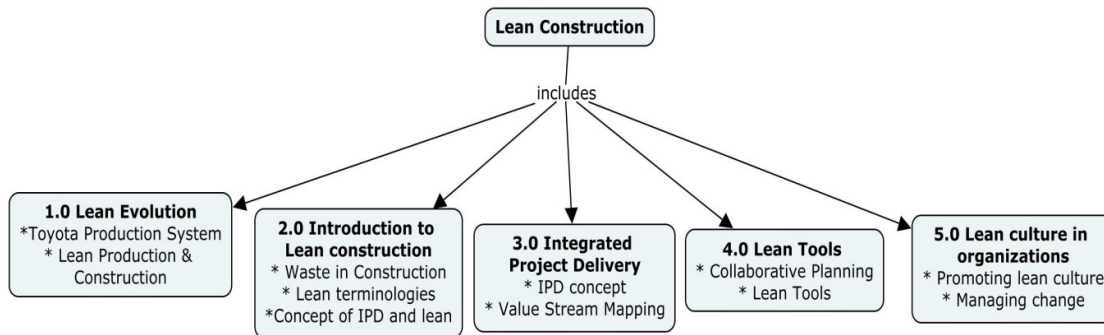 Lean Construction
includes
1.0 Lean Evolution
*Toyota Production System
* Lean Production &
Construction
2.0 Introduction to
Lean construction
* Waste in Construction
* Lean terminologies
*Concept of IPD and lean
3.0 Integrated
Project Delivery
* IPD concept
* Value Stream Mapping
4.0 Lean Tools
* Collaborative Planning
* Lean Tools
5.0 Lean culture in
organizations
* Promoting lean culture
* Managing change